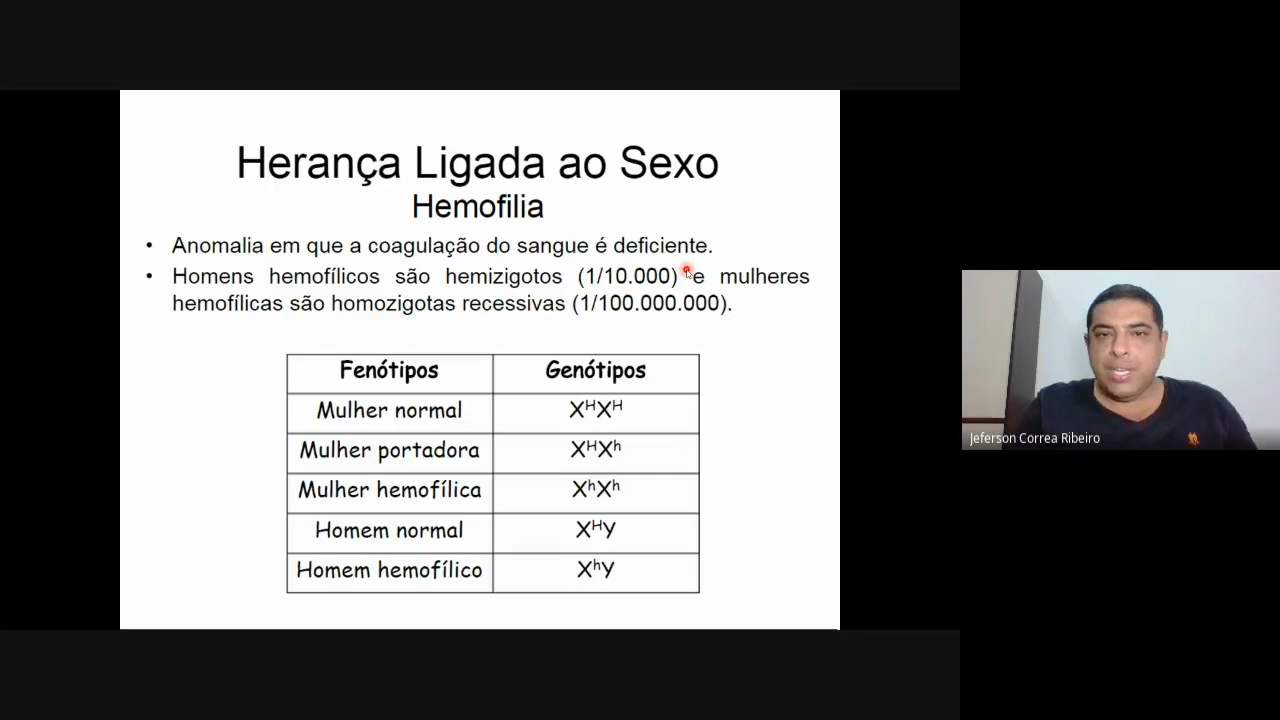 Herança Ligada ao Sexo
Hemofilia
• Anomalia em que a coagulação do sangue é deficiente.
• Homens hemofílicos são hemizigotos (1/10.000) e mulheres
hemofílicas são homozigotas recessivas (1/100.000.000).
Fenótipos Genótipos
Mulher normal XᴴXᴴ
Mulher portadora XᴴXʰ
Mulher hemofílica XʰXʰ
Homem normal XᴴY
Homem hemofílico XʰY
Jeferson Correa Ribeiro